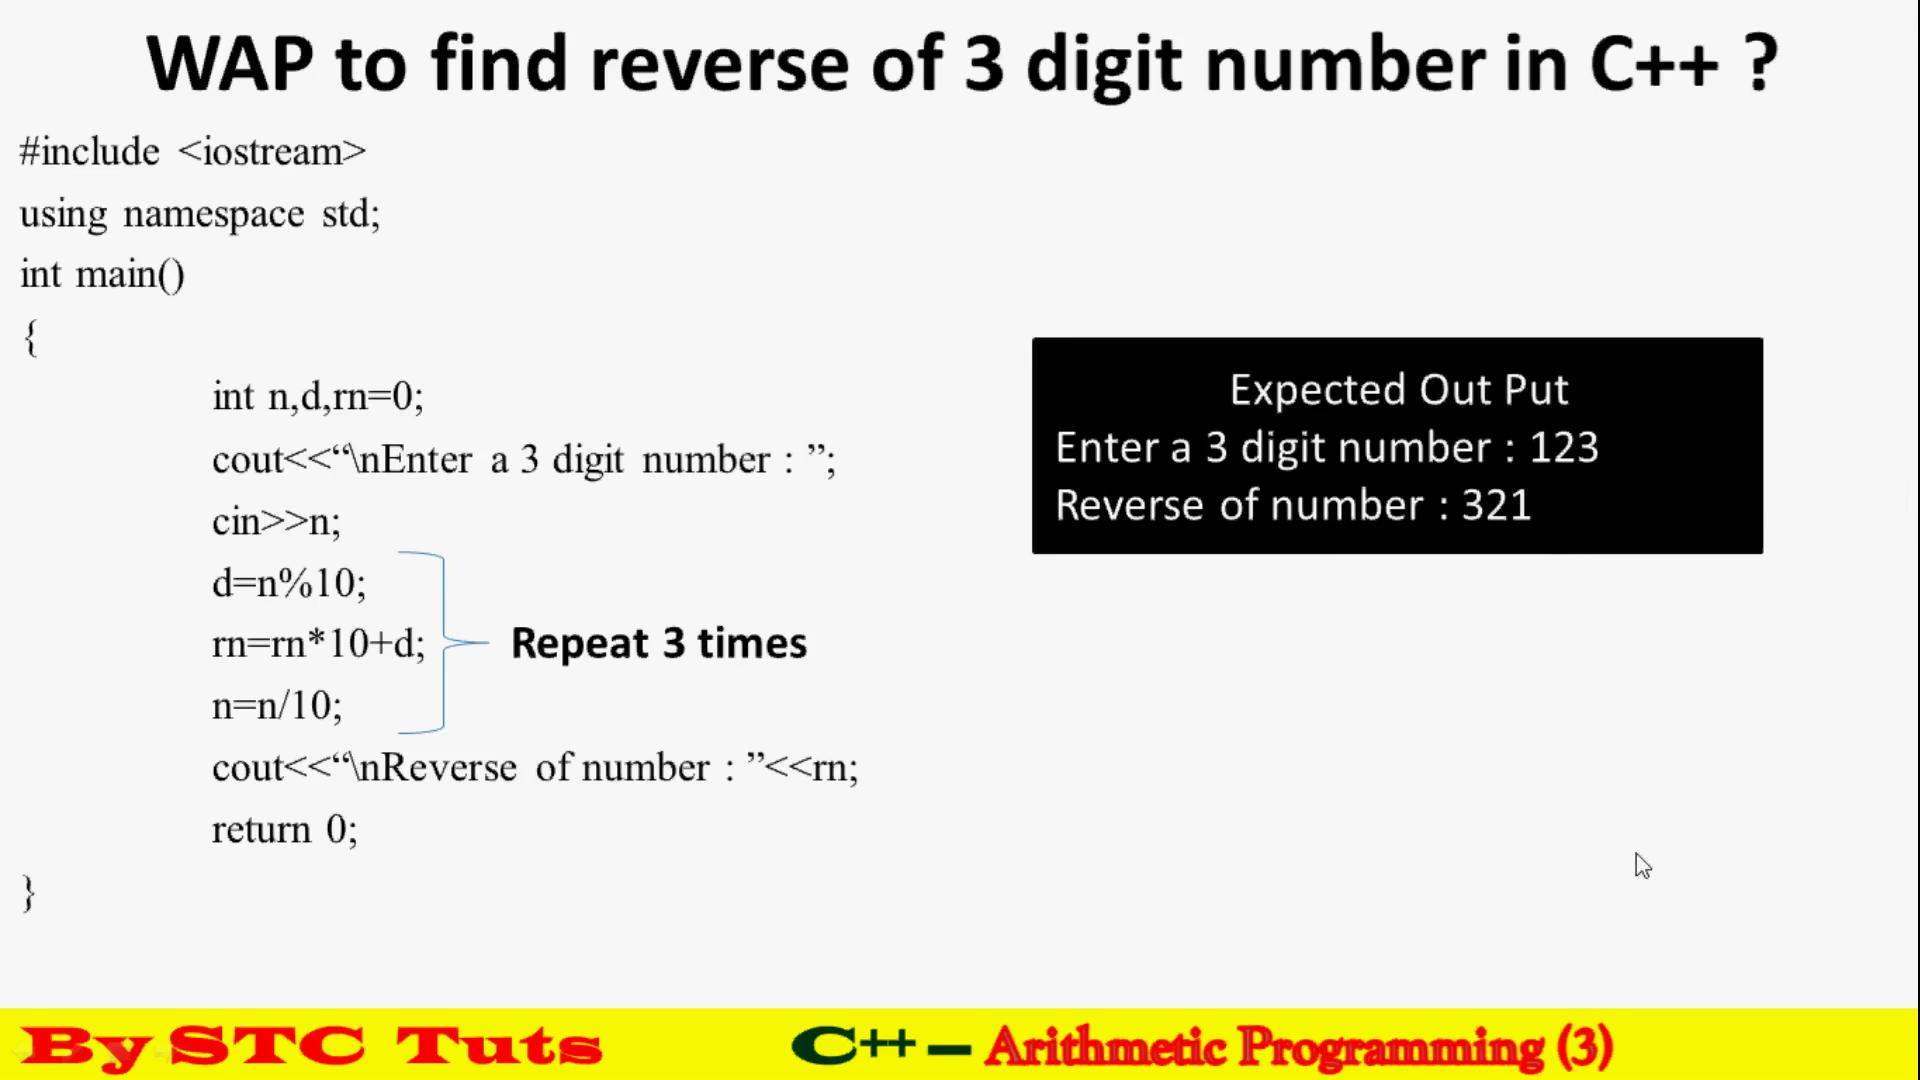 WAP to find reverse of 3 digit number in C++ ?
#include <iostream>
using namespace std;
int main()
{
int n,d,rn=0;
cout<<“\nEnter a 3 digit number : ”;
cin>>n;
d=n%10;
rn=rn*10+d;
n=n/10;
Repeat 3 times
cout<<“\nReverse of number : ”<<rn;
return 0;
}
Expected Out Put
Enter a 3 digit number : 123
Reverse of number : 321
By STC Tuts
C++ – Arithmetic Programming (3)